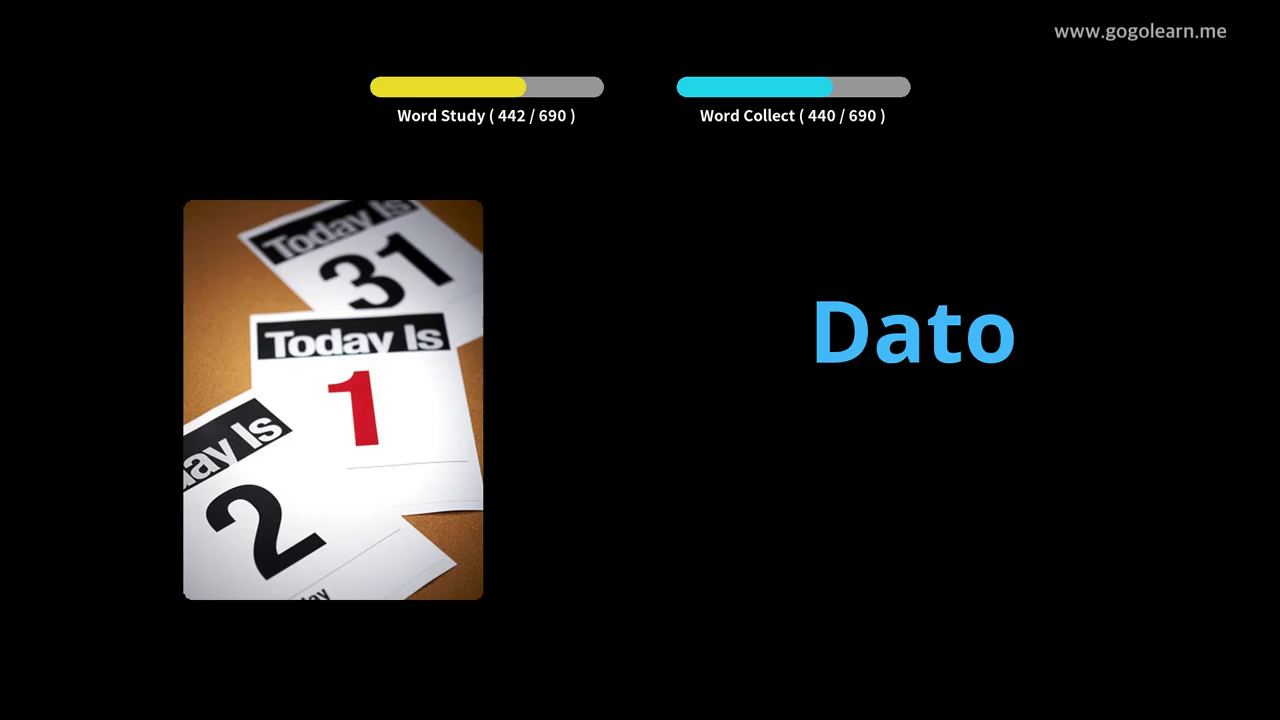 www.gogolearn.me
Word Study ( 442 / 690 )
Word Collect ( 440 / 690 )
Today Is
31
Today Is
1
ay Is
2
Dato